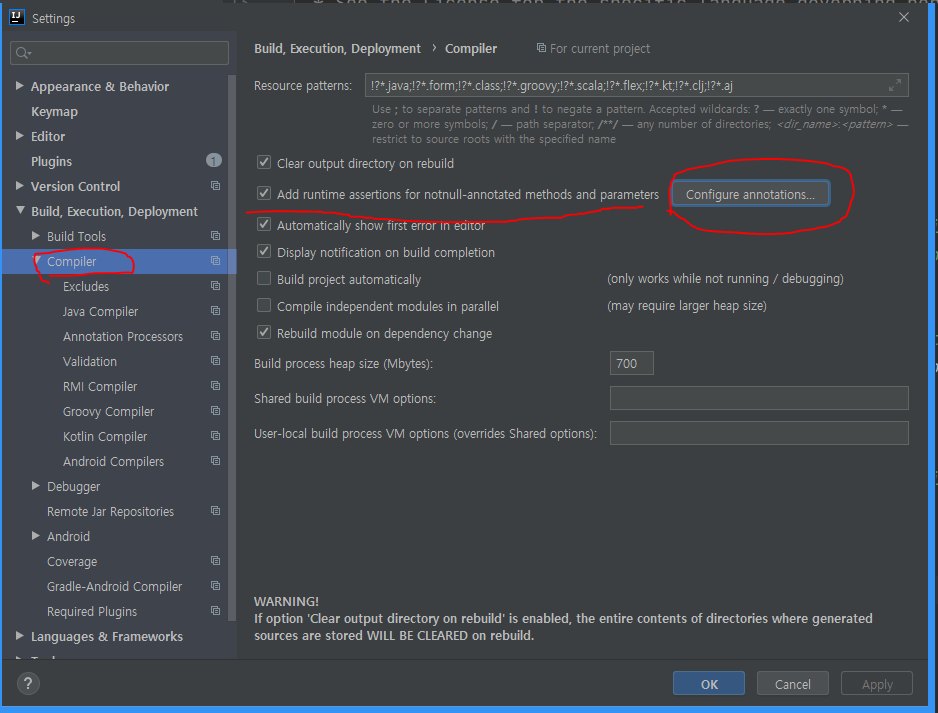 * See the License for the specific language governing per
IJ Settings
Build, Execution, Deployment › Compiler For current project
Appearance & Behavior
Keymap
Editor
Plugins 1
Version Control
Build, Execution, Deployment
Build Tools
Compiler
Excludes
Java Compiler
Annotation Processors
Validation
RMI Compiler
Groovy Compiler
Kotlin Compiler
Android Compilers
Debugger
Remote Jar Repositories
Android
Coverage
Gradle-Android Compiler
Required Plugins
Languages & Frameworks
Resource patterns: !?*.java;!?*.form;!?*.class;!?*.groovy;!?*.scala;!?*.flex;!?*.kt;!?*.clj;!?*.aj
Use ; to separate patterns and ! to negate a pattern. Accepted wildcards: ? — exactly one symbol; * —
zero or more symbols; / — path separator; /**/ — any number of directories; <dir_name>:<pattern> —
restrict to source roots with the specified name
Clear output directory on rebuild
Add runtime assertions for notnull-annotated methods and parameters Configure annotations...
Automatically show first error in editor
Display notification on build completion
Build project automatically (only works while not running / debugging)
Compile independent modules in parallel (may require larger heap size)
Rebuild module on dependency change
Build process heap size (Mbytes): 700
Shared build process VM options:
User-local build process VM options (overrides Shared options):
WARNING!
If option 'Clear output directory on rebuild' is enabled, the entire contents of directories where generated
sources are stored WILL BE CLEARED on rebuild.
? OK Cancel Apply